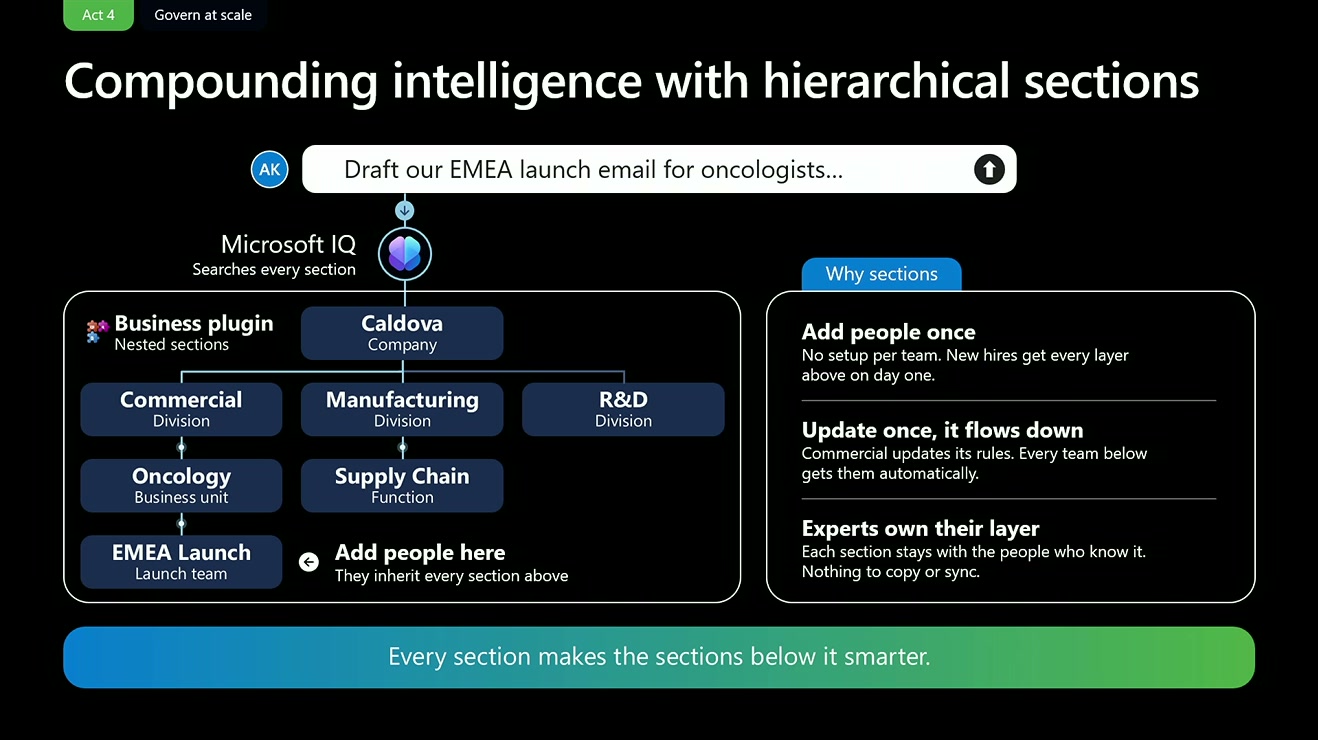 Act 4
Govern at scale
Compounding intelligence with hierarchical sections
AK
Draft our EMEA launch email for oncologists...
Microsoft IQ
Searches every section
Business plugin
Nested sections
Caldova
Company
Commercial
Division
Manufacturing
Division
R&D
Division
Oncology
Business unit
Supply Chain
Function
EMEA Launch
Launch team
Add people here
They inherit every section above
Why sections
Add people once
No setup per team. New hires get every layer
above on day one.
Update once, it flows down
Commercial updates its rules. Every team below
gets them automatically.
Experts own their layer
Each section stays with the people who know it.
Nothing to copy or sync.
Every section makes the sections below it smarter.